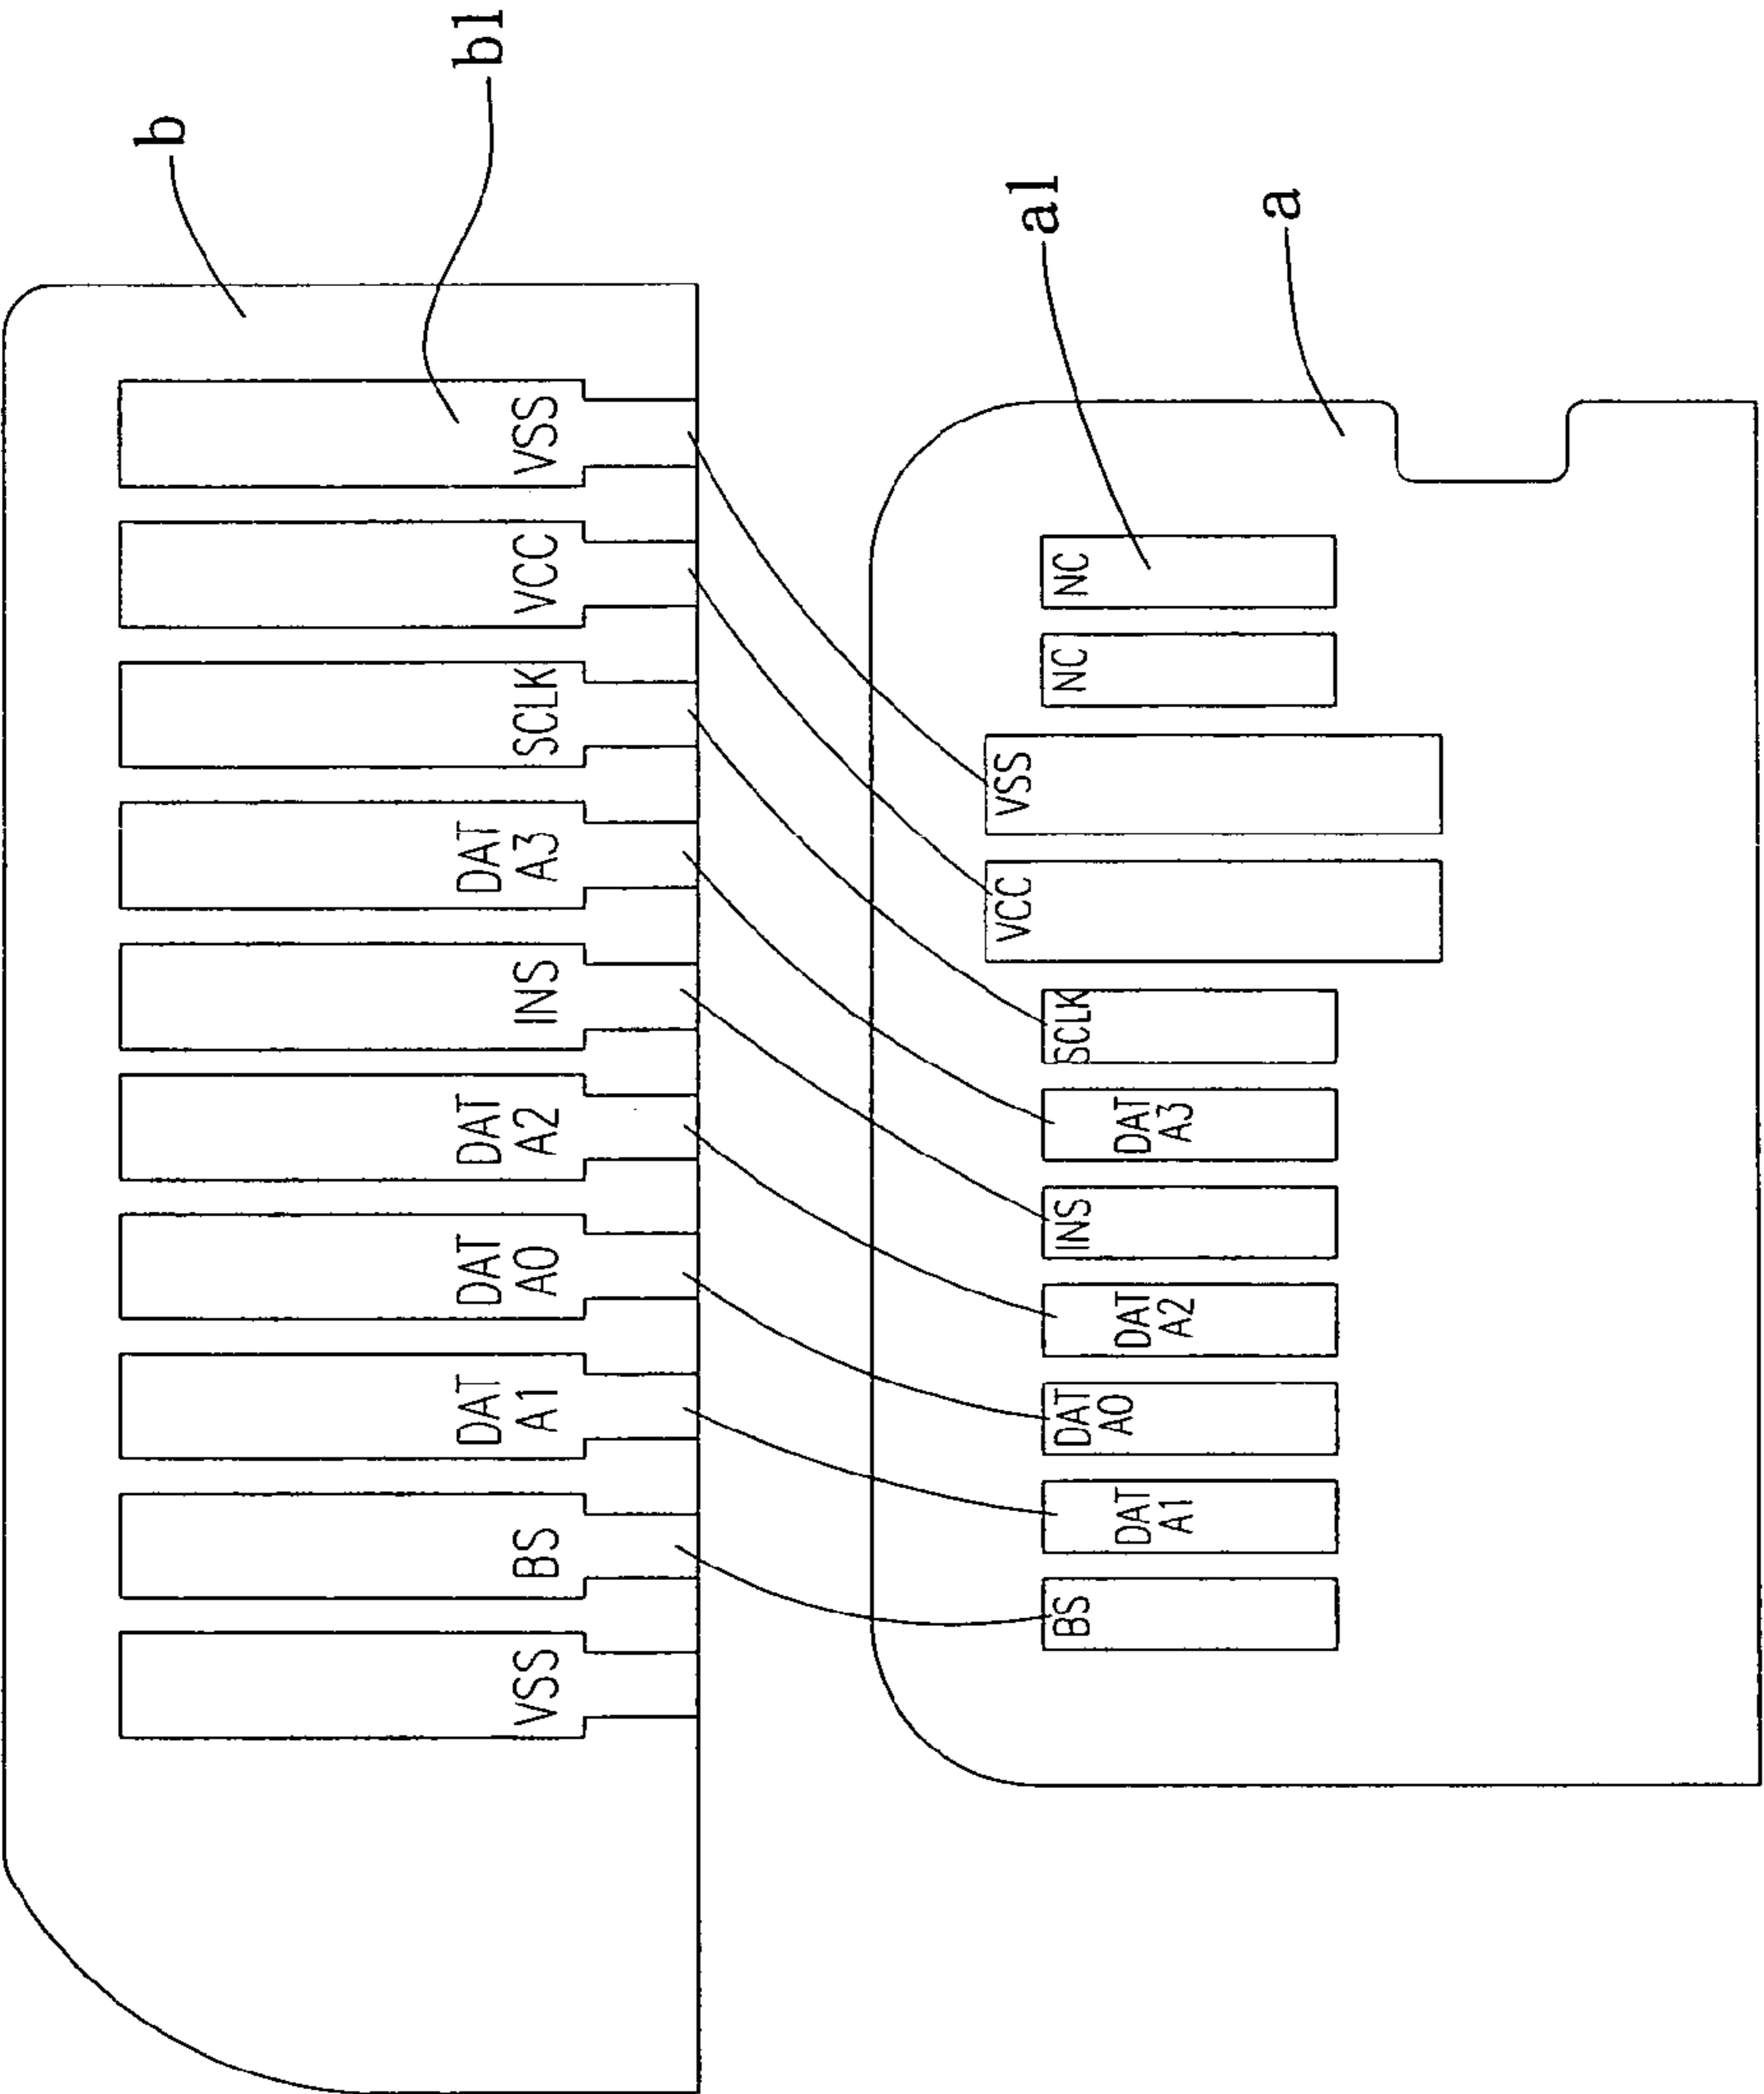 b
b1
VSS
BS
DAT
A1
DAT
A0
DAT
A2
INS
DAT
A3
SCLK
VCC
VSS
BS
DAT
A1
DAT
A0
DAT
A2
INS
DAT
A3
SCLK
VCC
VSS
NC
NC
a1
a